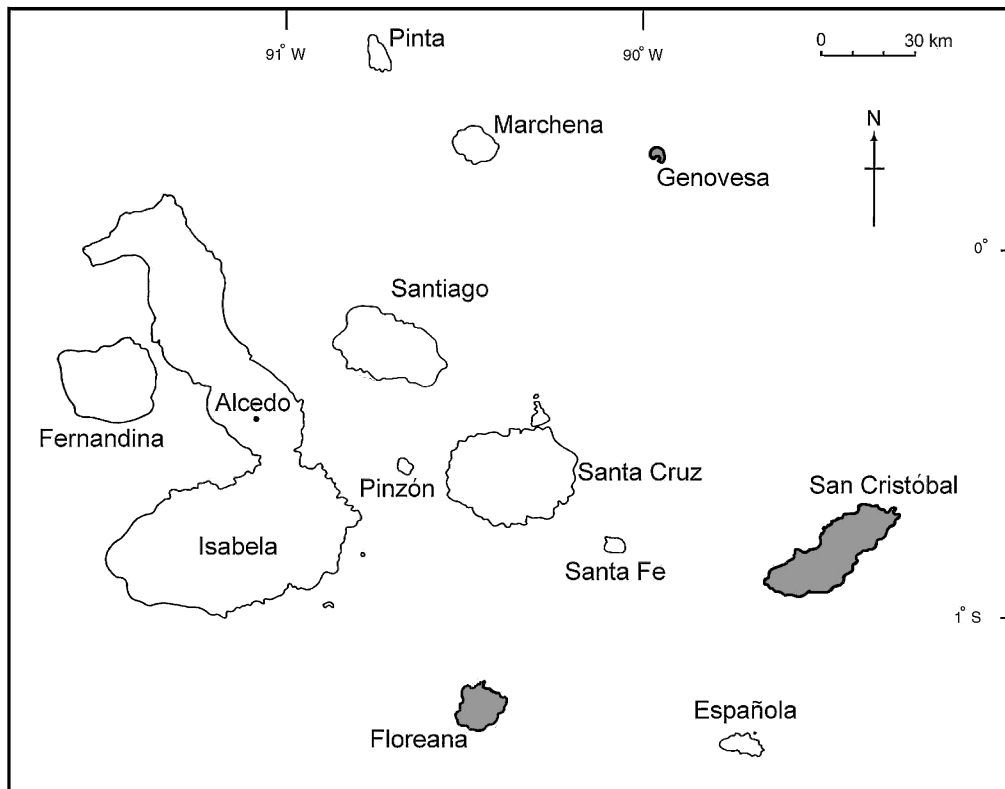 Pinta
91° W
90° W
0 30 km
Marchena
N
Genovesa
0°
Santiago
Alcedo
Fernandina
Pinzón
Santa Cruz
San Cristóbal
Isabela
Santa Fe
1° S
Floreana
Española